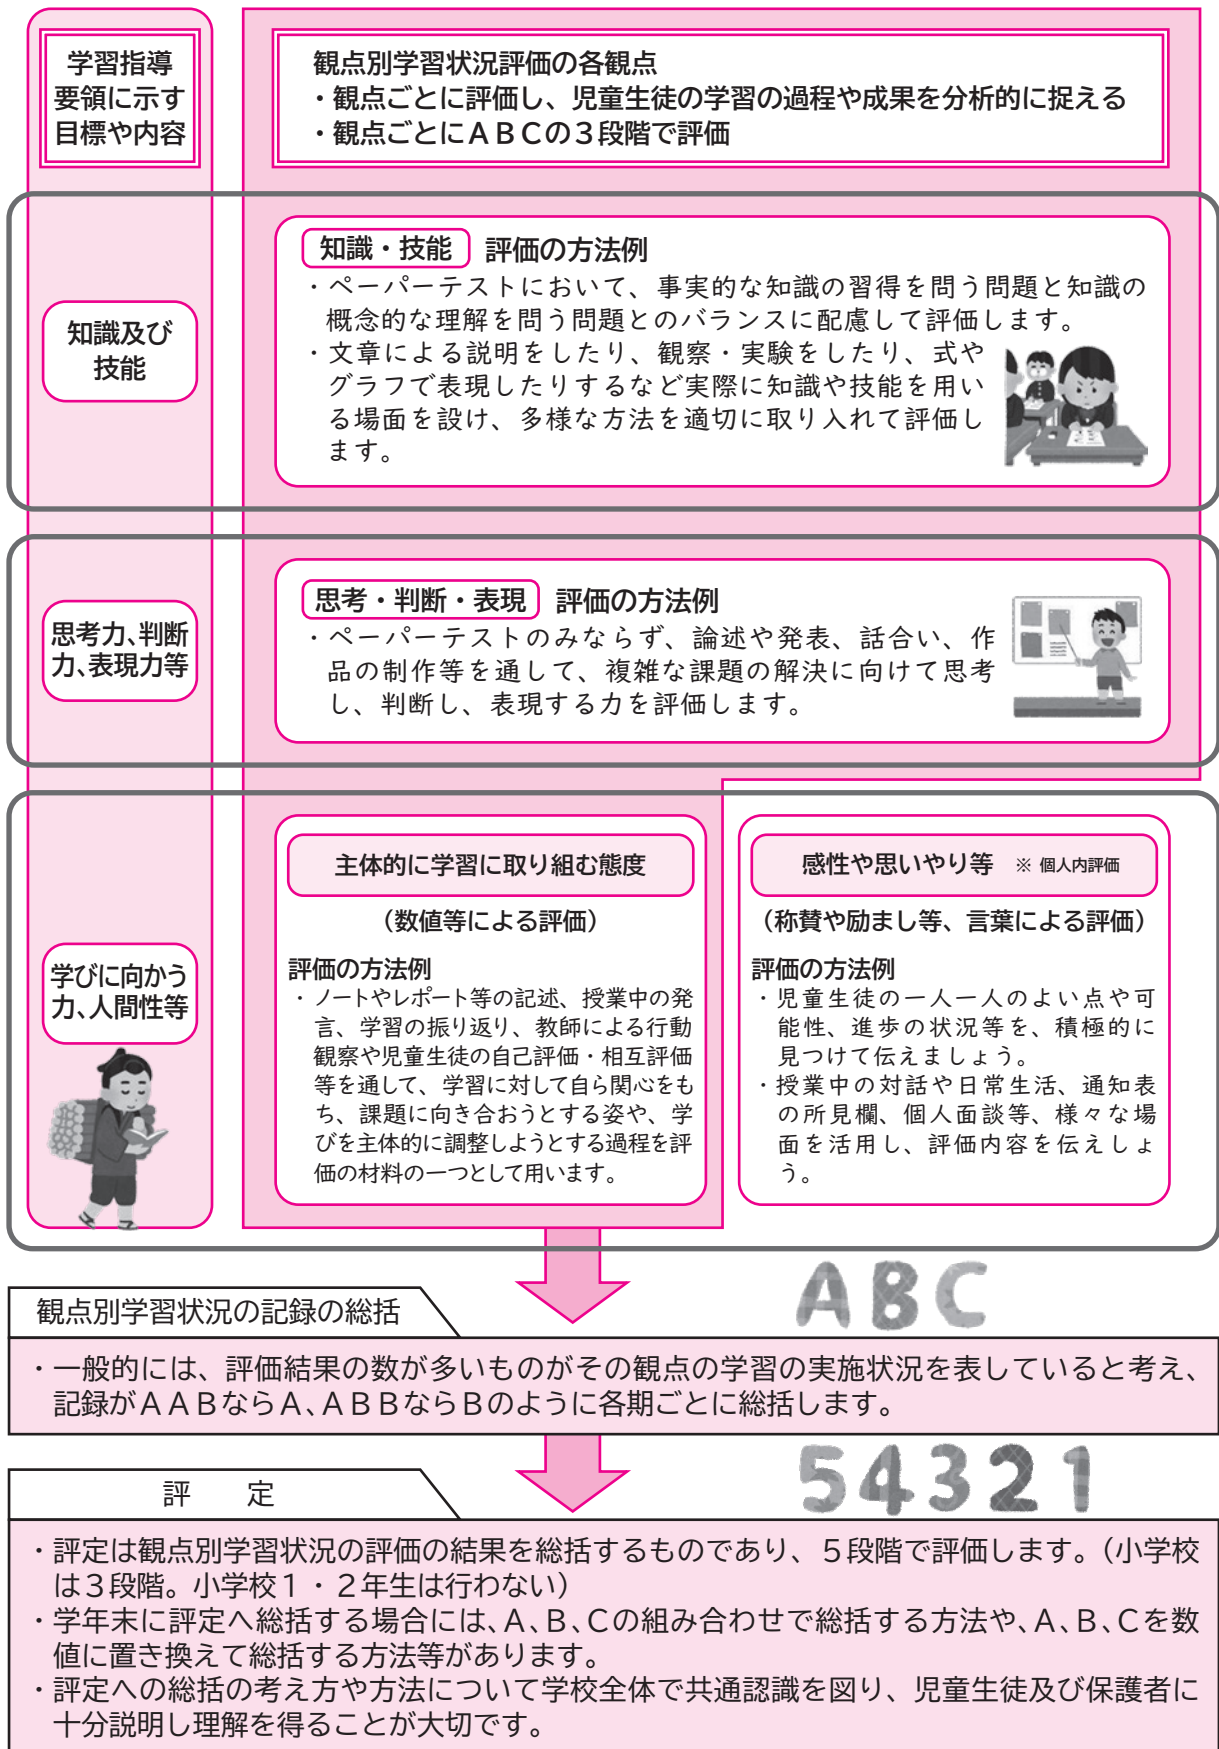 学習指導
要領に示す
目標や内容
観点別学習状況評価の各観点
・観点ごとに評価し、児童生徒の学習の過程や成果を分析的に捉える
・観点ごとにＡＢＣの３段階で評価
知識及び
技能
知識・技能 評価の方法例
・ペーパーテストにおいて、事実的な知識の習得を問う問題と知識の
概念的な理解を問う問題とのバランスに配慮して評価します。
・文章による説明をしたり、観察・実験をしたり、式や
グラフで表現したりするなど実際に知識や技能を用い
る場面を設け、多様な方法を適切に取り入れて評価し
ます。
思考力、判断
力、表現力等
思考・判断・表現 評価の方法例
・ペーパーテストのみならず、論述や発表、話合い、作
品の制作等を通して、複雑な課題の解決に向けて思考
し、判断し、表現する力を評価します。
学びに向かう
力、人間性等
主体的に学習に取り組む態度
（数値等による評価）
評価の方法例
・ノートやレポート等の記述、授業中の発
言、学習の振り返り、教師による行動
観察や児童生徒の自己評価・相互評価
等を通して、学習に対して自ら関心をも
ち、課題に向き合おうとする姿や、学
びを主体的に調整しようとする過程を評
価の材料の一つとして用います。
感性や思いやり等 ※ 個人内評価
（称賛や励まし等、言葉による評価）
評価の方法例
・児童生徒の一人一人のよい点や可
能性、進歩の状況等を、積極的に
見つけて伝えましょう。
・授業中の対話や日常生活、通知表
の所見欄、個人面談等、様々な場
面を活用し、評価内容を伝えしょ
う。
ABC
観点別学習状況の記録の総括
・一般的には、評価結果の数が多いものがその観点の学習の実施状況を表していると考え、
記録がＡＡＢならＡ、ＡＢＢならＢのように各期ごとに総括します。
54321
評　定
・評定は観点別学習状況の評価の結果を総括するものであり、５段階で評価します。（小学校
は３段階。小学校１・２年生は行わない）
・学年末に評定へ総括する場合には、Ａ、Ｂ、Ｃの組み合わせで総括する方法や、Ａ、Ｂ、Ｃを数
値に置き換えて総括する方法等があります。
・評定への総括の考え方や方法について学校全体で共通認識を図り、児童生徒及び保護者に
十分説明し理解を得ることが大切です。